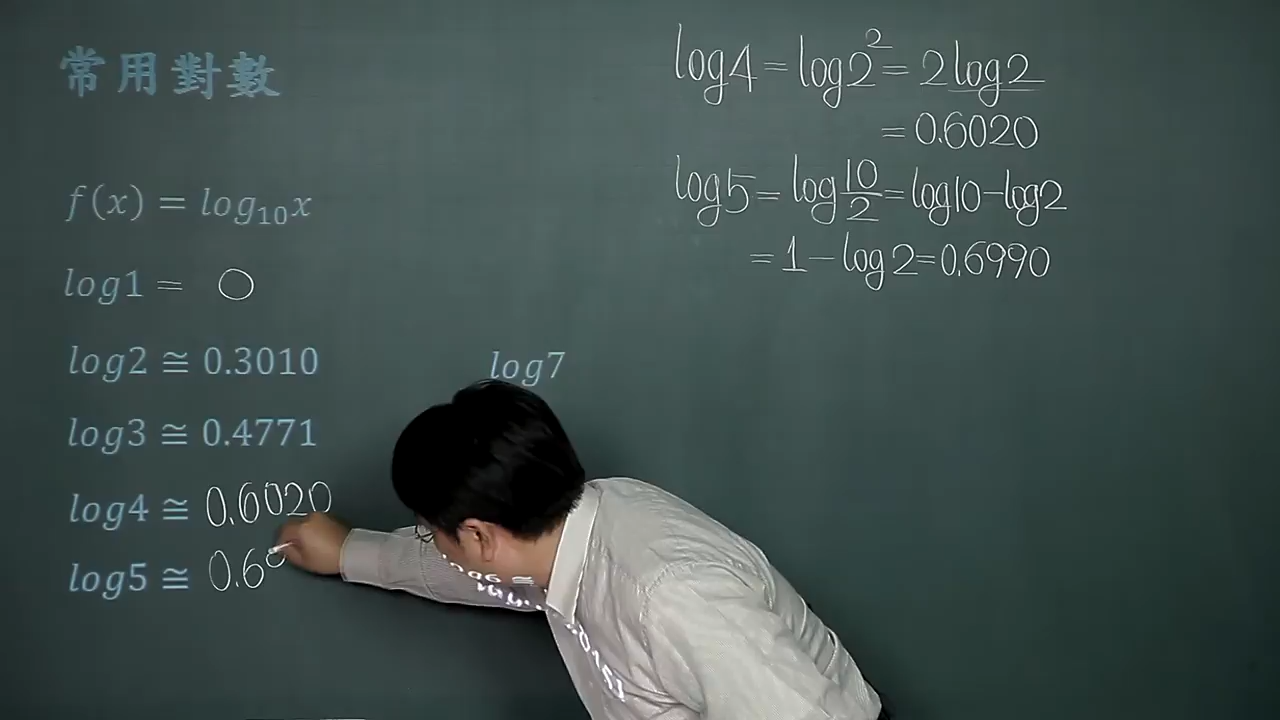 常用對數
f(x) = log₁₀x
log1 = 0
log2 ≅ 0.3010
log3 ≅ 0.4771
log4 ≅ 0.6020
log5 ≅ 0.6
log7
log4 = log2² = 2log2
= 0.6020
log5 = log 10/2 = log10 - log2
= 1 - log2 = 0.6990